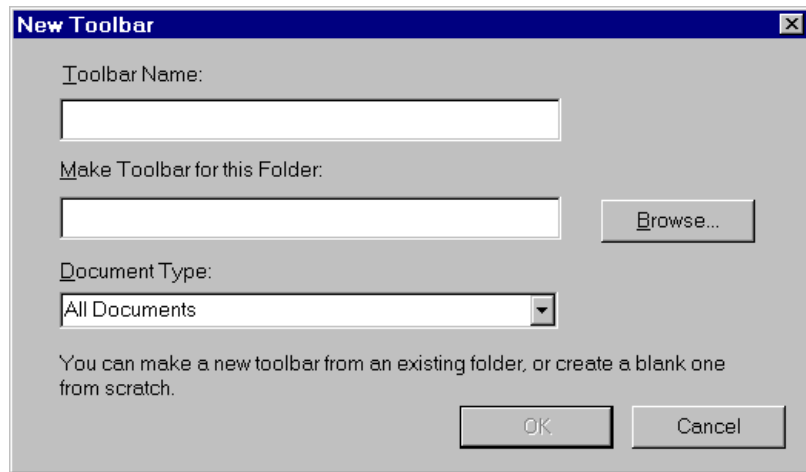 New Toolbar
Toolbar Name:
Make Toolbar for this Folder:
Browse...
Document Type:
All Documents
You can make a new toolbar from an existing folder, or create a blank one
from scratch.
OK
Cancel